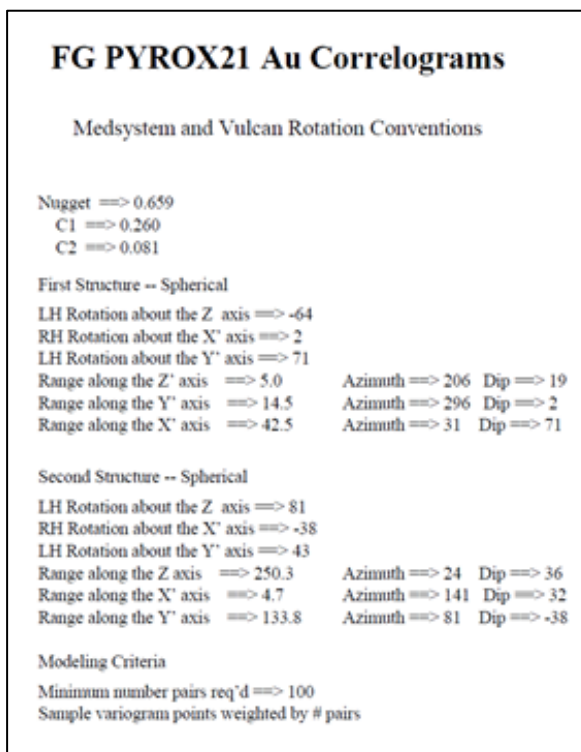 FG PYROX21 Au Correlograms
Medsystem and Vulcan Rotation Conventions
Nugget ==> 0.659
C1 ==> 0.260
C2 ==> 0.081
First Structure -- Spherical
LH Rotation about the Z axis ==> -64
RH Rotation about the X' axis ==> 2
LH Rotation about the Y' axis ==> 71
Range along the Z' axis ==> 5.0 Azimuth ==> 206 Dip ==> 19
Range along the Y' axis ==> 14.5 Azimuth ==> 296 Dip ==> 2
Range along the X' axis ==> 42.5 Azimuth ==> 31 Dip ==> 71
Second Structure -- Spherical
LH Rotation about the Z axis ==> 81
RH Rotation about the X' axis ==> -38
LH Rotation about the Y' axis ==> 43
Range along the Z axis ==> 250.3 Azimuth ==> 24 Dip ==> 36
Range along the X' axis ==> 4.7 Azimuth ==> 141 Dip ==> 32
Range along the Y' axis ==> 133.8 Azimuth ==> 81 Dip ==> -38
Modeling Criteria
Minimum number pairs req'd ==> 100
Sample variogram points weighted by # pairs